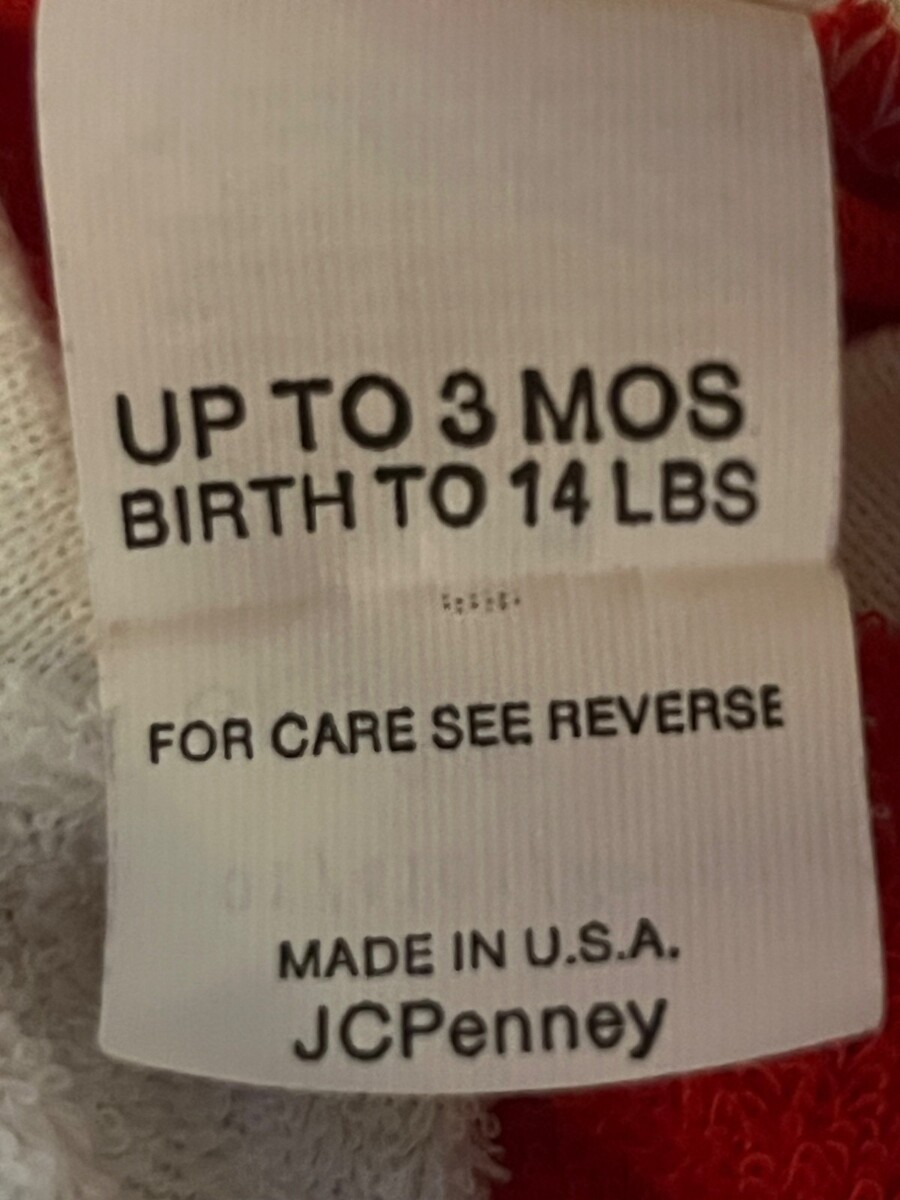 UP TO 3 MOS
BIRTH TO 14 LBS
FOR CARE SEE REVERSE
MADE IN U.S.A.
JCPenney